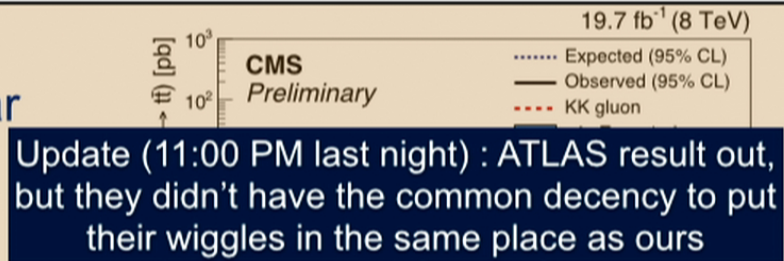 19.7 fb⁻¹ (8 TeV)
10³
→ tt̄) [pb]
CMS
Preliminary
Expected (95% CL)
Observed (95% CL)
KK gluon
10²
r
Update (11:00 PM last night) : ATLAS result out,
but they didn't have the common decency to put
their wiggles in the same place as ours